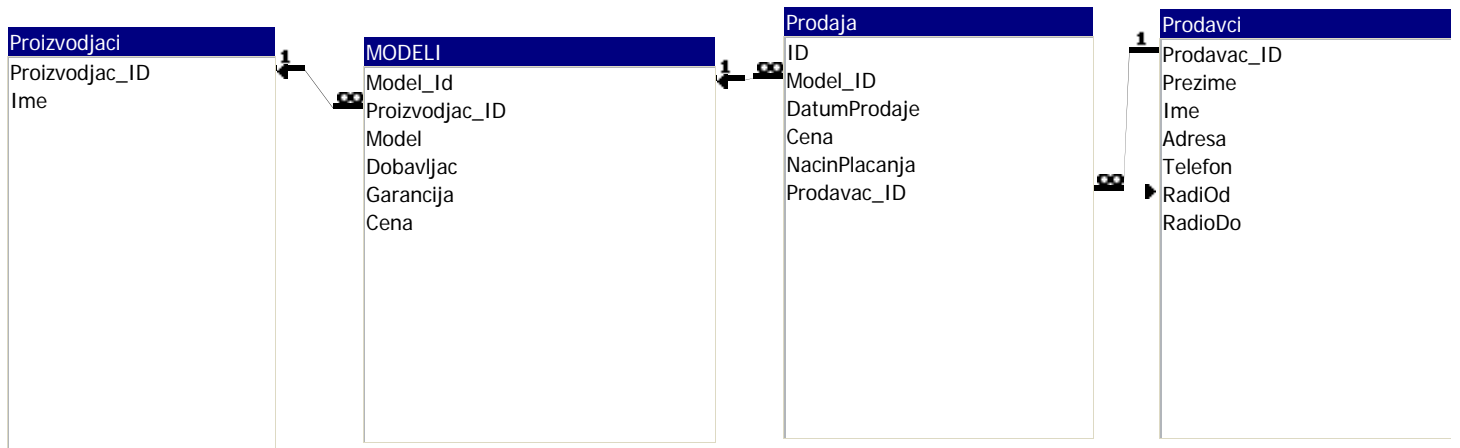 Proizvodjaci
Proizvodjac_ID
Ime
1
∞
MODELI
Model_Id
Proizvodjac_ID
Model
Dobavljac
Garancija
Cena
1
∞
Prodaja
ID
Model_ID
DatumProdaje
Cena
NacinPlacanja
Prodavac_ID
∞
1
Prodavci
Prodavac_ID
Prezime
Ime
Adresa
Telefon
RadiOd
RadioDo